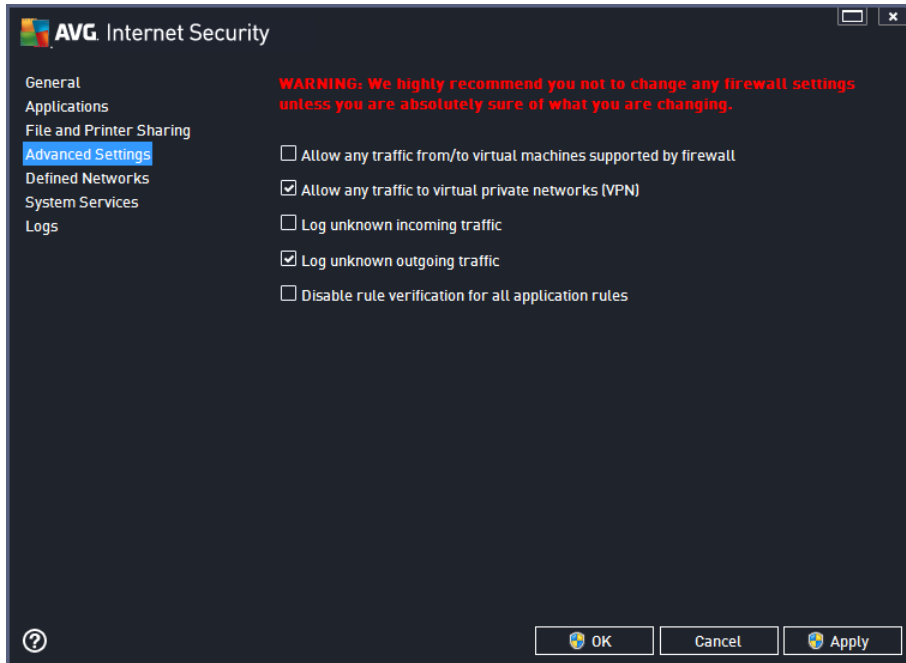 AVG. Internet Security
General
Applications
File and Printer Sharing
Advanced Settings
Defined Networks
System Services
Logs
WARNING: We highly recommend you not to change any firewall settings
unless you are absolutely sure of what you are changing.
Allow any traffic from/to virtual machines supported by firewall
Allow any traffic to virtual private networks (VPN)
Log unknown incoming traffic
Log unknown outgoing traffic
Disable rule verification for all application rules
OK
Cancel
Apply